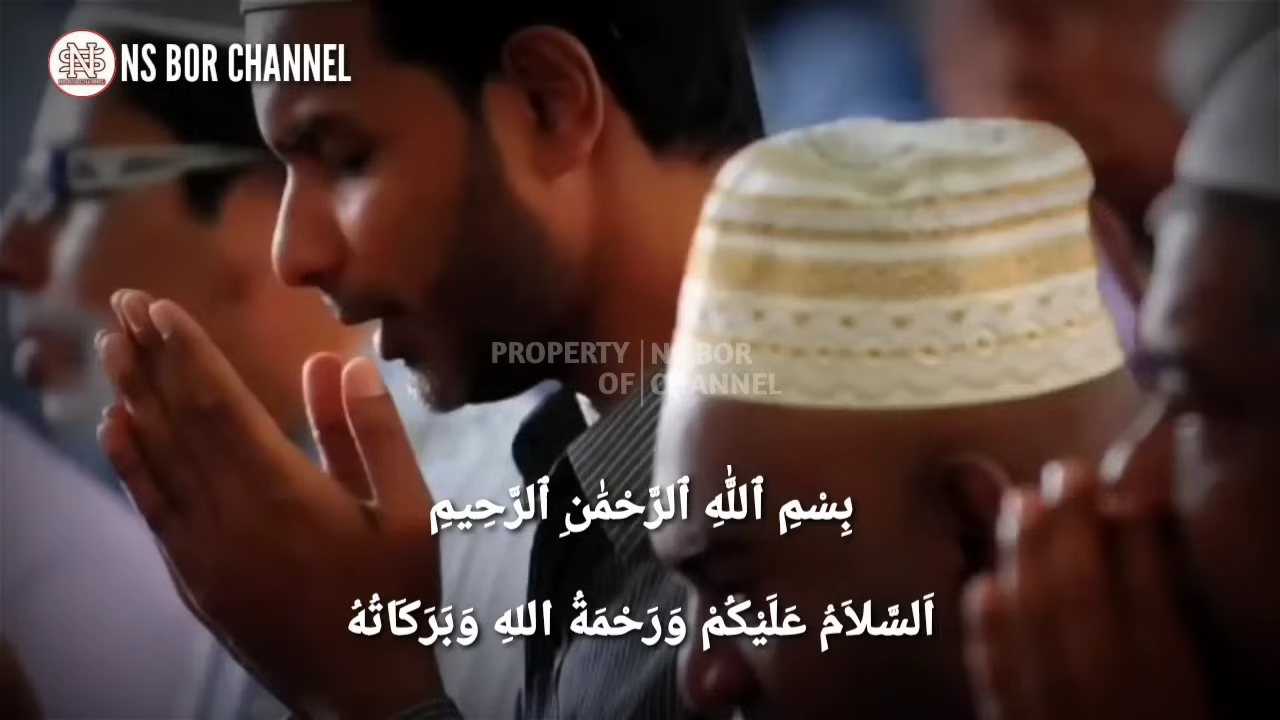 NS BOR CHANNEL
PROPERTY OF | NS BOR CHANNEL
بِسْمِ ٱللَّهِ ٱلرَّحْمَٰنِ ٱلرَّحِيمِ
اَلسَّلاَمُ عَلَيْكُمْ وَرَحْمَةُ اللهِ وَبَرَكَاتُهُ